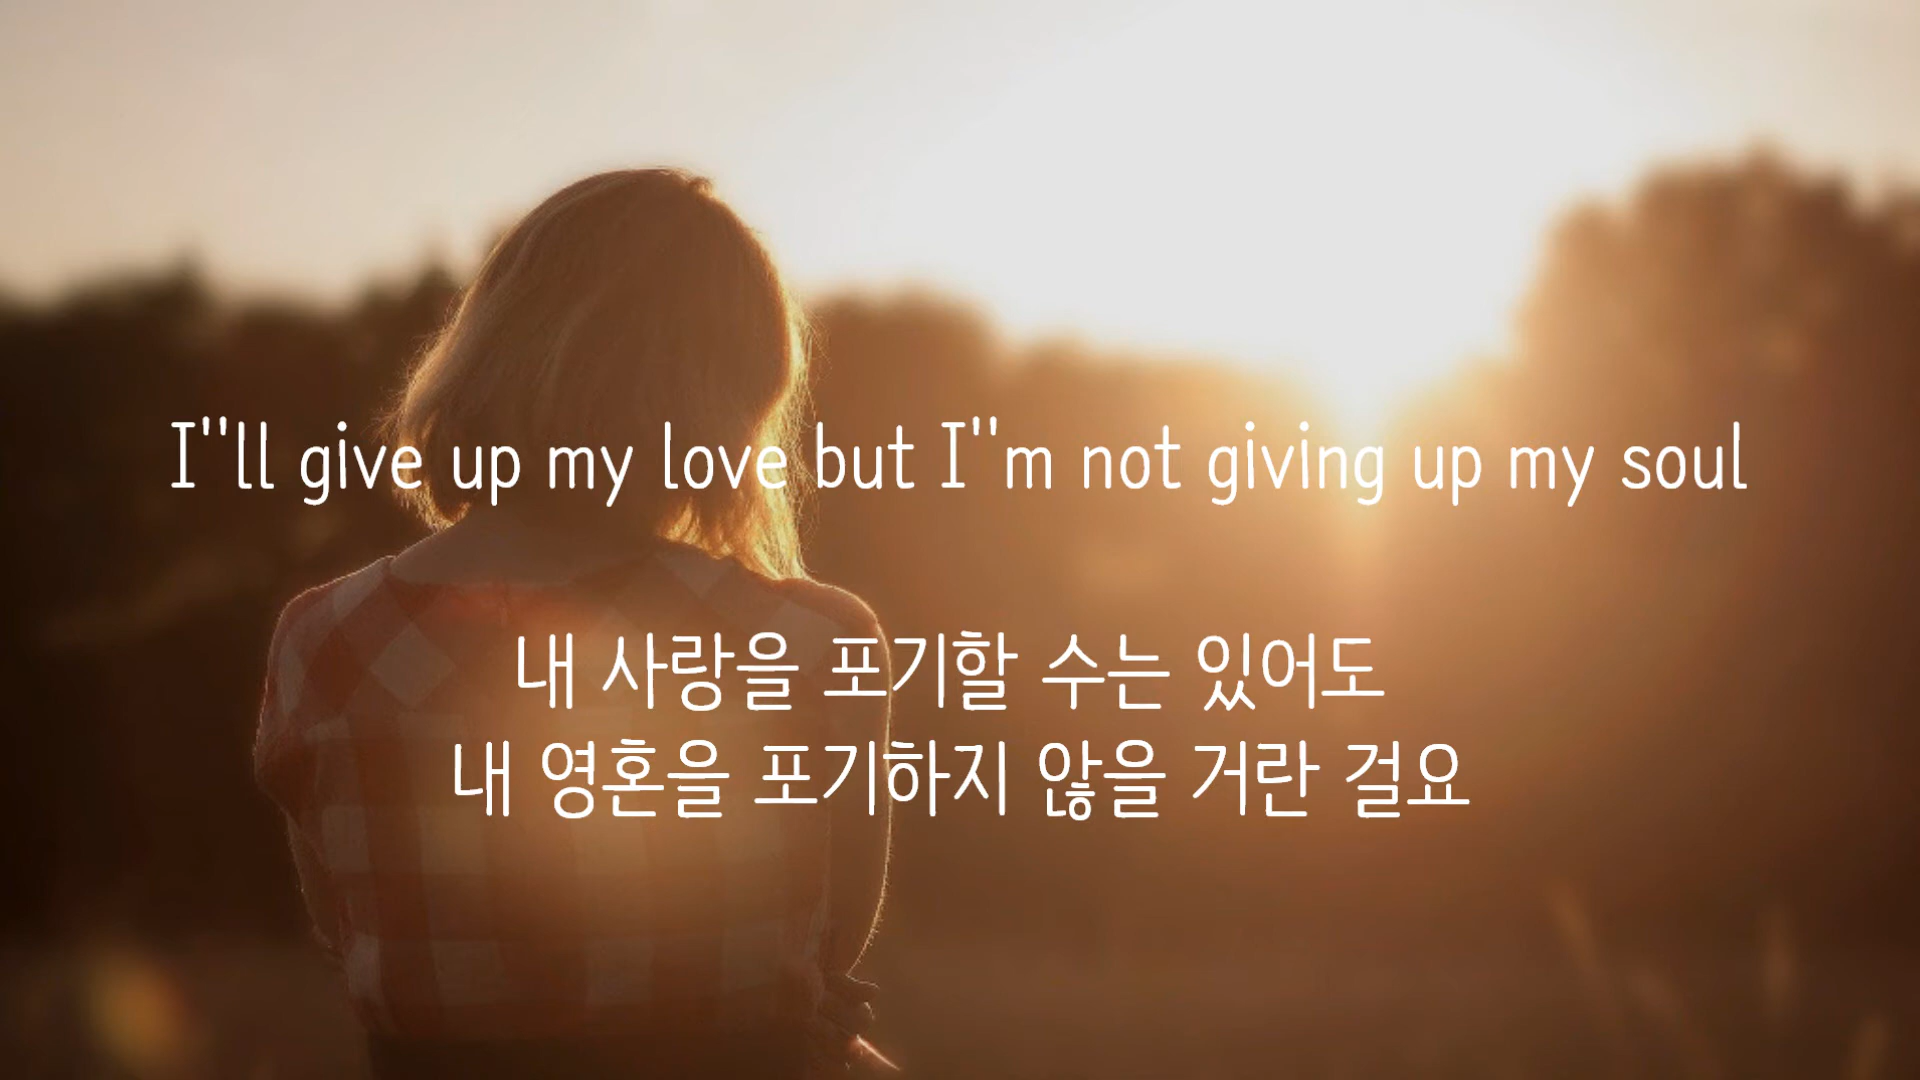 I''ll give up my love but I''m not giving up my soul
내 사랑을 포기할 수는 있어도
내 영혼을 포기하지 않을 거란 걸요